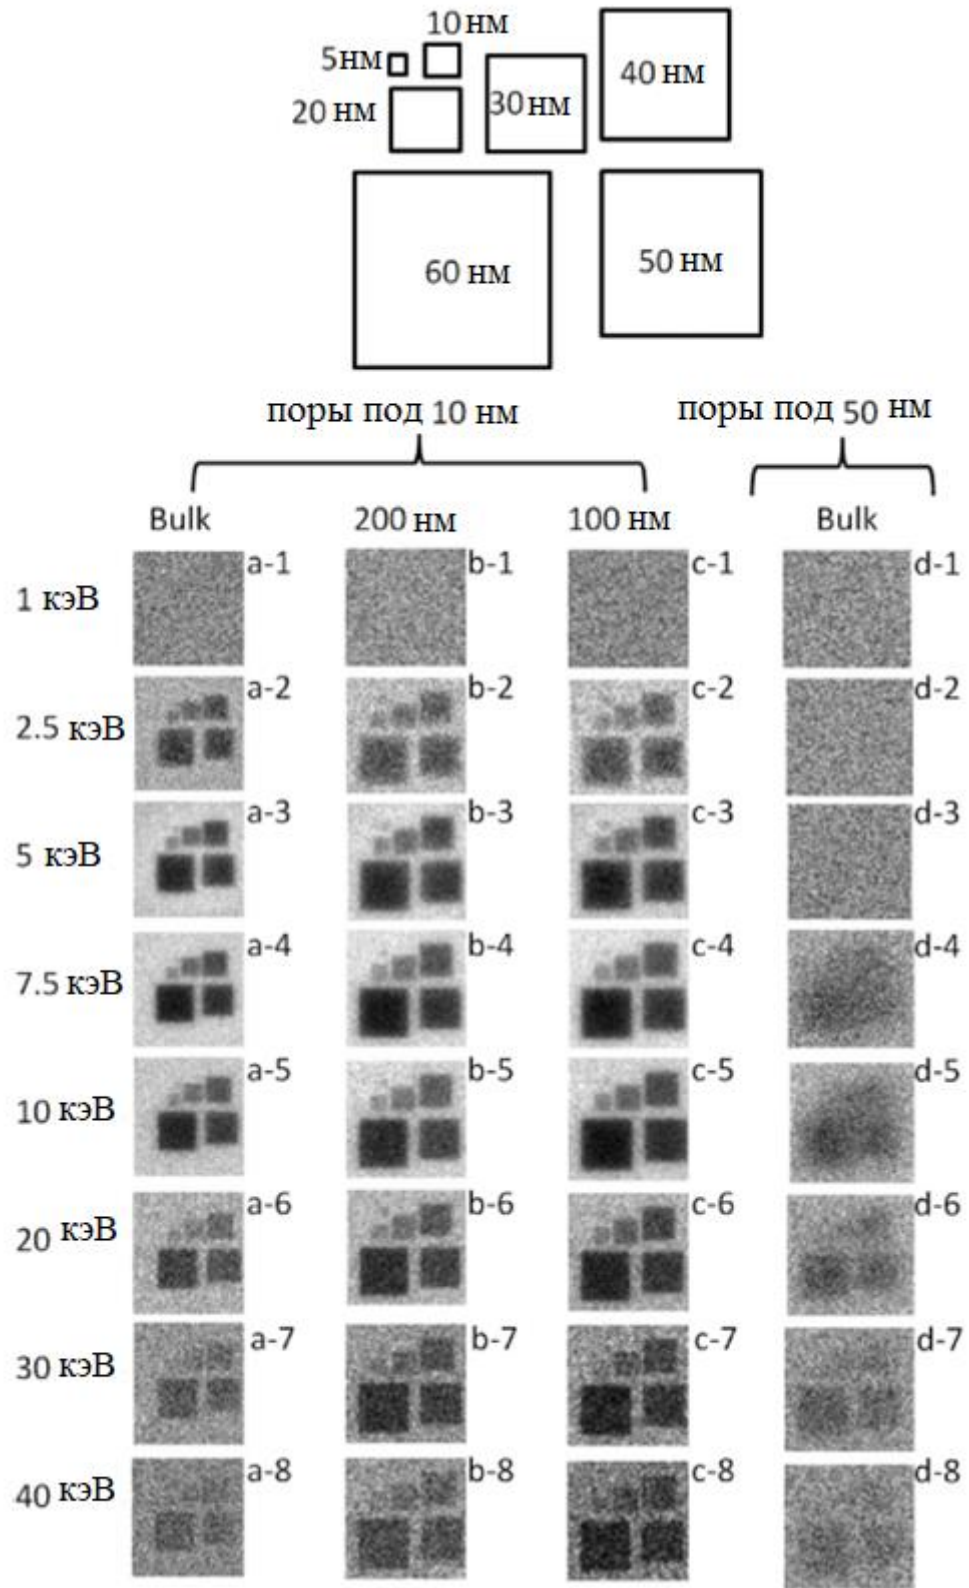 10 нм
5нм
40 нм
20 нм
30 нм
60 нм
50 нм
поры под 10 нм
поры под 50 нм
Bulk 200 нм 100 нм Bulk
1 кэВ a-1 b-1 c-1 d-1
2.5 кэВ a-2 b-2 c-2 d-2
5 кэВ a-3 b-3 c-3 d-3
7.5 кэВ a-4 b-4 c-4 d-4
10 кэВ a-5 b-5 c-5 d-5
20 кэВ a-6 b-6 c-6 d-6
30 кэВ a-7 b-7 c-7 d-7
40 кэВ a-8 b-8 c-8 d-8